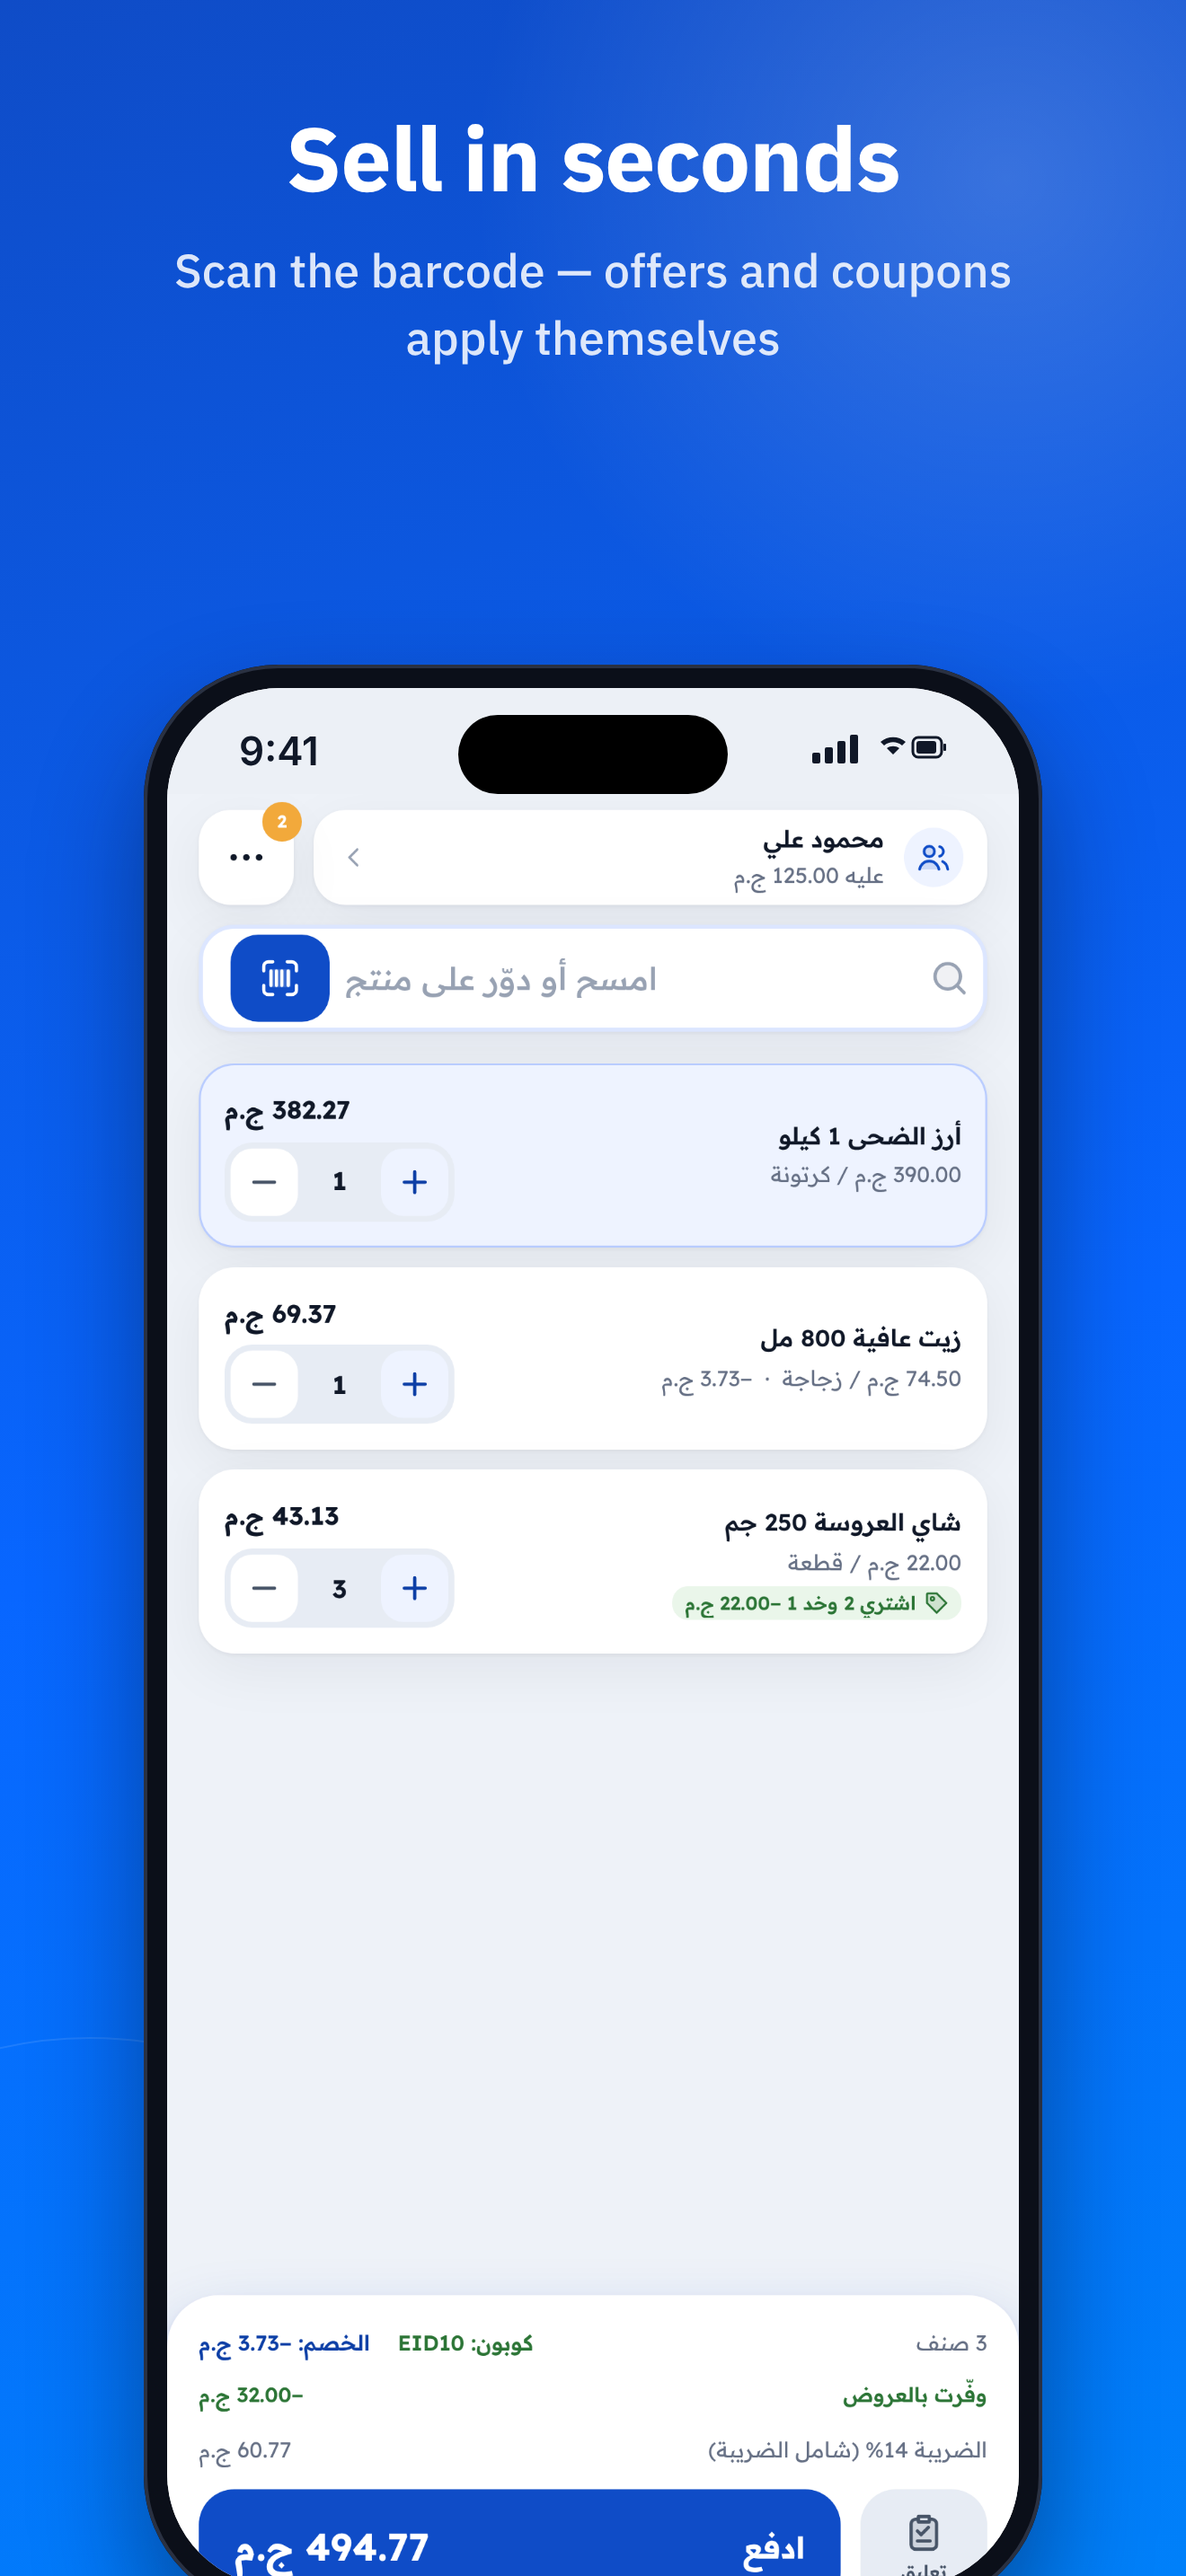 Sell in seconds
Scan the barcode — offers and coupons
apply themselves
9:41
محمود علي
عليه 125.00 ج.م
2
امسح أو دوّر على منتج
أرز الضحى 1 كيلو
390.00 ج.م / كرتونة
382.27 ج.م
1
زيت عافية 800 مل
74.50 ج.م / زجاجة · −3.73 ج.م
69.37 ج.م
1
شاي العروسة 250 جم
22.00 ج.م / قطعة
اشتري 2 وخد 1 −22.00 ج.م
43.13 ج.م
3
3 صنف كوبون: EID10 الخصم: −3.73 ج.م
وفّرت بالعروض −32.00 ج.م
الضريبة 14% (شامل الضريبة) 60.77 ج.م
تعليق
ادفع 494.77 ج.م